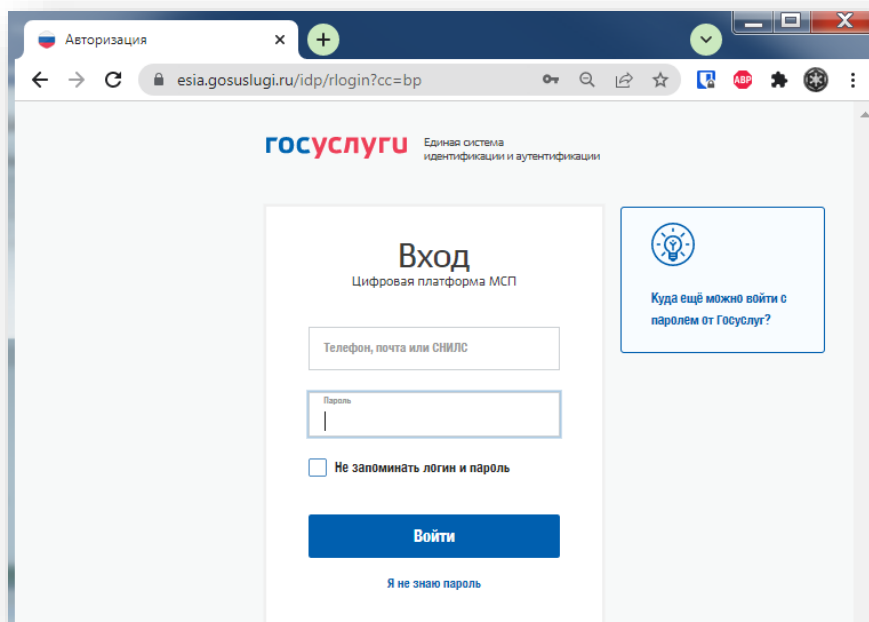 Авторизация
esia.gosuslugi.ru/idp/rlogin?cc=bp
ABP
госуслуги
Единая система
идентификации и аутентификации
Вход
Цифровая платформа МСП
Куда ещё можно войти с
паролем от Госуслуг?
Телефон, почта или СНИЛС
Пароль
Не запоминать логин и пароль
Войти
Я не знаю пароль